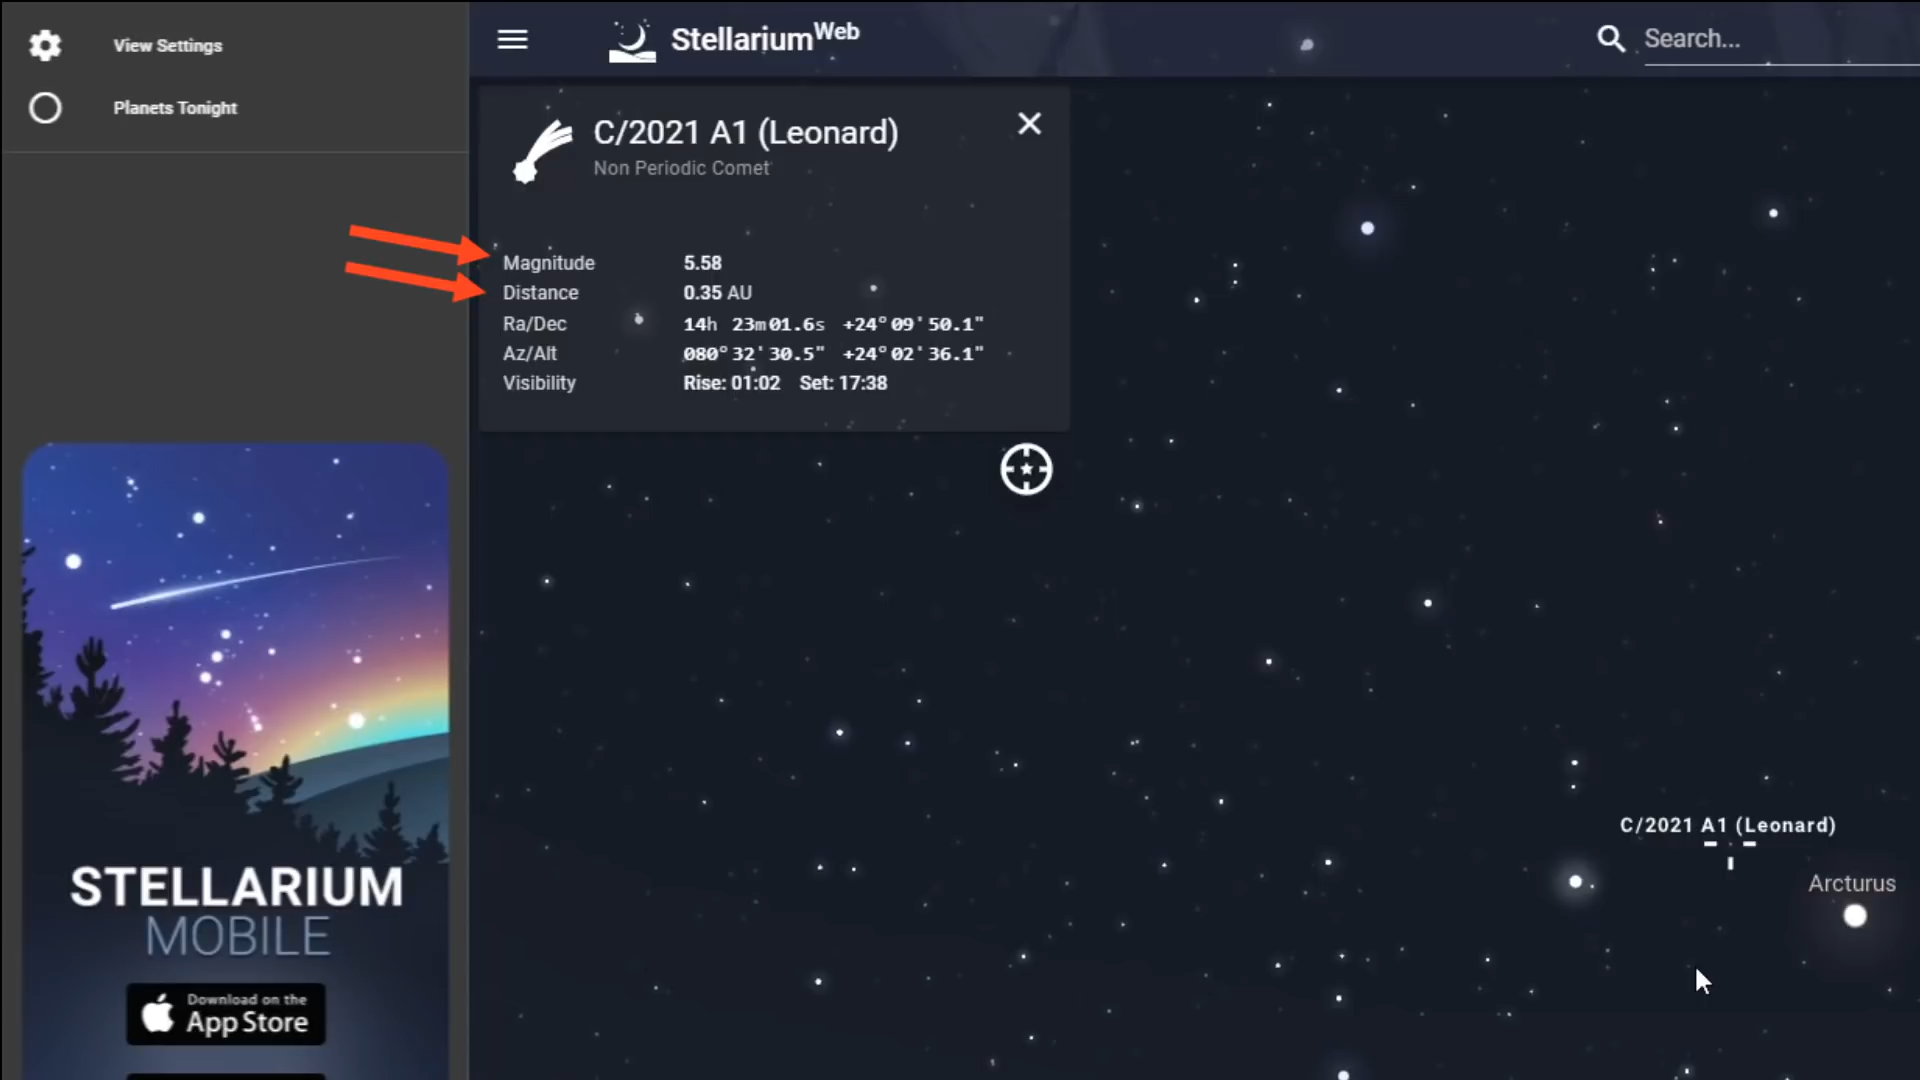 View Settings
Planets Tonight
StellariumWeb
Search...
C/2021 A1 (Leonard)
Non Periodic Comet
Magnitude 5.58
Distance 0.35 AU
Ra/Dec 14h 23m01.6s +24°09'50.1"
Az/Alt 080°32'30.5" +24°02'36.1"
Visibility Rise: 01:02 Set: 17:38
C/2021 A1 (Leonard)
Arcturus
STELLARIUM
MOBILE
Download on the
App Store